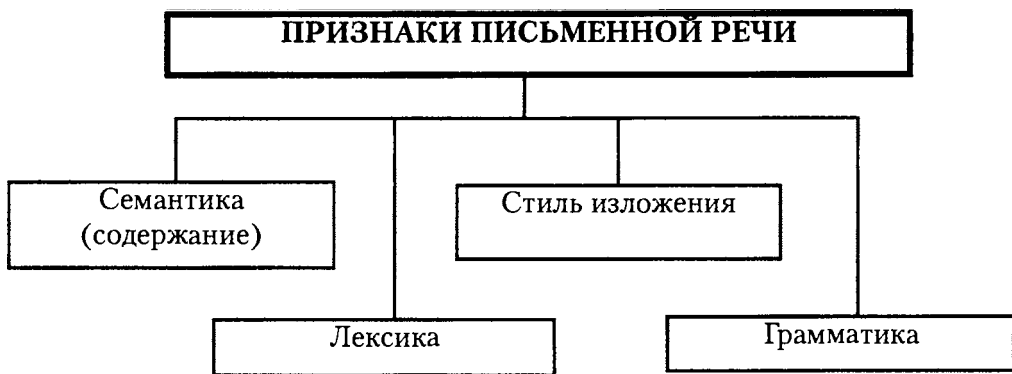 ПРИЗНАКИ ПИСЬМЕННОЙ РЕЧИ
Семантика
(содержание)
Стиль изложения
Лексика
Грамматика